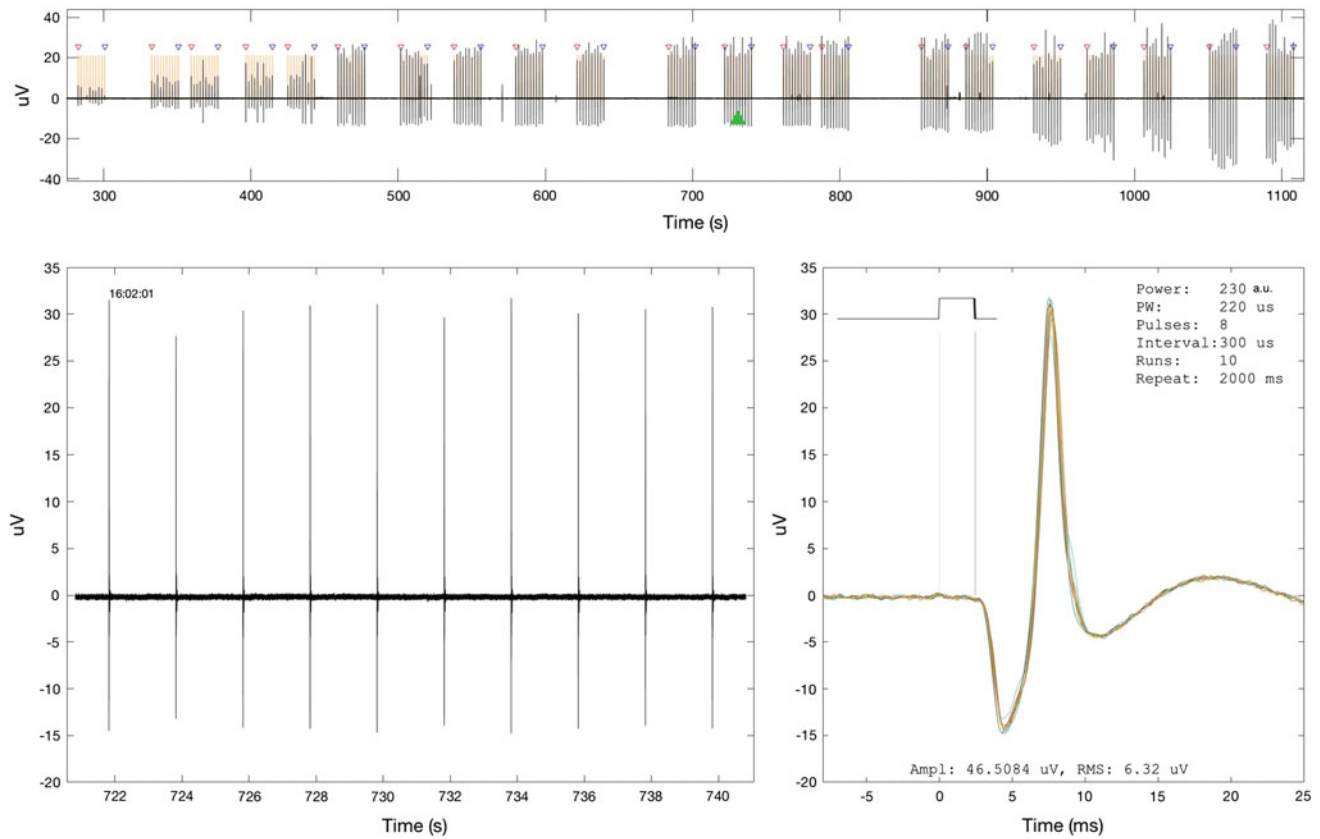 40
20
uV
0
-20
-40
300 400 500 600 700 800 900 1000 1100
Time (s)
35
16:02:01
30
25
20
15
10
uV
5
0
-5
-10
-15
-20
722 724 726 728 730 732 734 736 738 740
Time (s)
35
Power: 230 a.u.
PW: 220 us
30
Pulses: 8
Interval:300 us
Runs: 10
Repeat: 2000 ms
25
20
15
10
uV
5
0
-5
-10
-15
Ampl: 46.5084 uV, RMS: 6.32 uV
-20
-5 0 5 10 15 20 25
Time (ms)